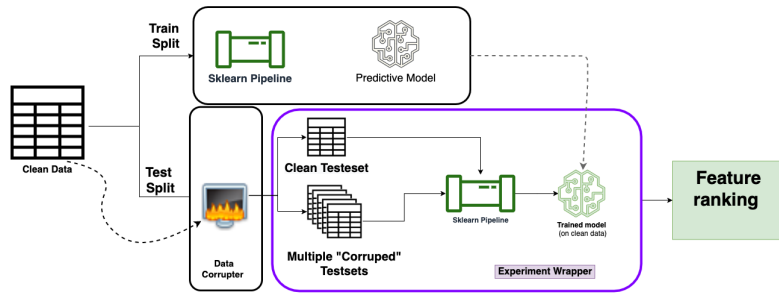 Train
Split
Sklearn Pipeline
Predictive Model
Clean Data
Test
Split
Data
Corrupter
Clean Testeset
Multiple "Corruped"
Testsets
Sklearn Pipeline
Trained model
(on clean data)
Experiment Wrapper
Feature
ranking